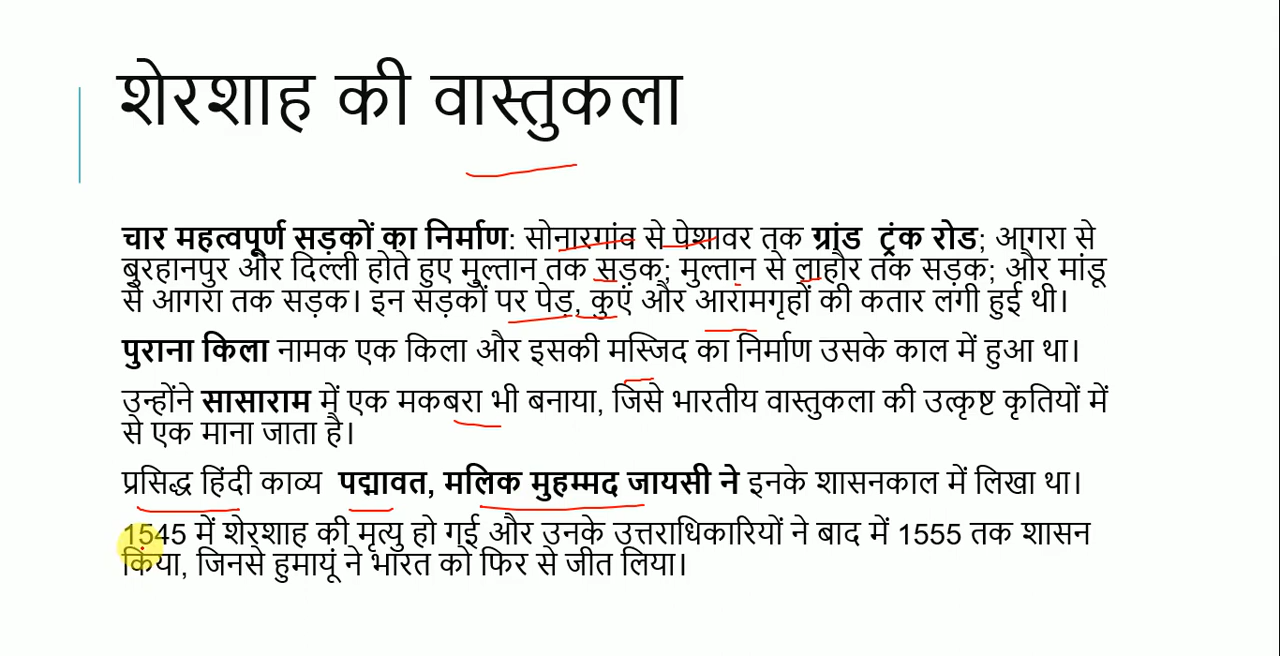 शेरशाह की वास्तुकला
चार महत्वपूर्ण सड़कों का निर्माण: सोनारगांव से पेशावर तक ग्रांड ट्रंक रोड; आगरा से
बुरहानपुर और दिल्ली होते हुए मुल्तान तक सड़क; मुल्तान से लाहौर तक सड़क; और मांडू
से आगरा तक सड़क। इन सड़कों पर पेड़, कुएं और आरामगृहों की कतार लगी हुई थी।
पुराना किला नामक एक किला और इसकी मस्जिद का निर्माण उसके काल में हुआ था।
उन्होंने सासाराम में एक मकबरा भी बनाया, जिसे भारतीय वास्तुकला की उत्कृष्ट कृतियों में
से एक माना जाता है।
प्रसिद्ध हिंदी काव्य पद्मावत, मलिक मुहम्मद जायसी ने इनके शासनकाल में लिखा था।
1545 में शेरशाह की मृत्यु हो गई और उनके उत्तराधिकारियों ने बाद में 1555 तक शासन
किया, जिनसे हुमायूं ने भारत को फिर से जीत लिया।